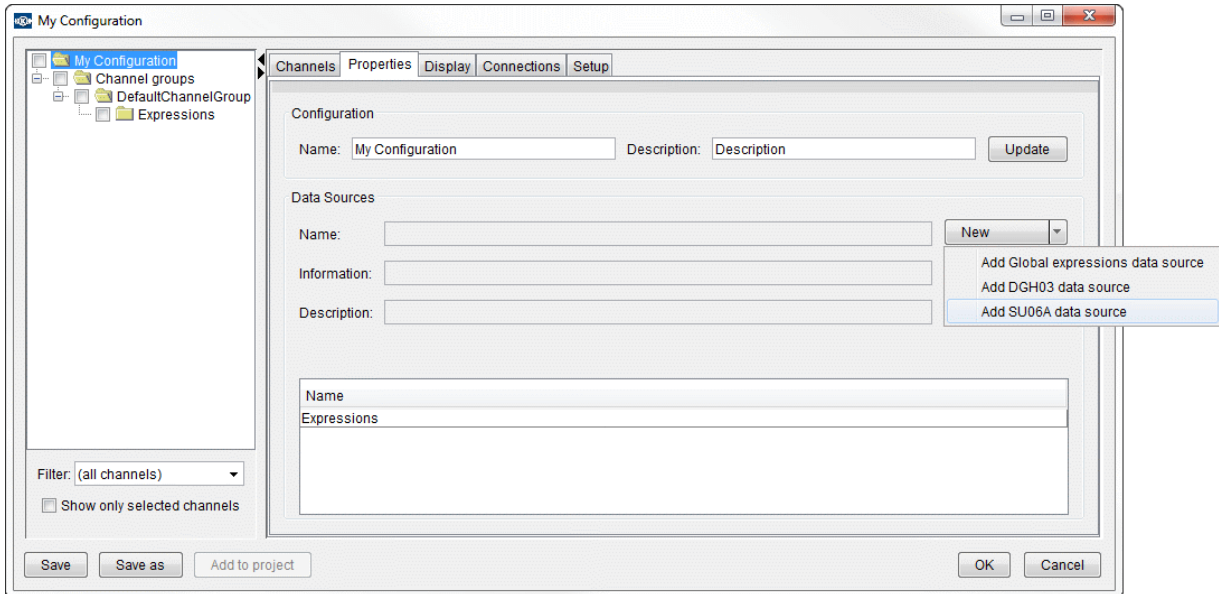 My Configuration
My Configuration
Channel groups
DefaultChannelGroup
Expressions
Filter: (all channels)
Show only selected channels
Channels Properties Display Connections Setup
Configuration
Name: My Configuration Description: Description Update
Data Sources
Name: New
Add Global expressions data source
Information:
Add DGH03 data source
Description:
Add SU06A data source
Name
Expressions
Save Save as Add to project OK Cancel